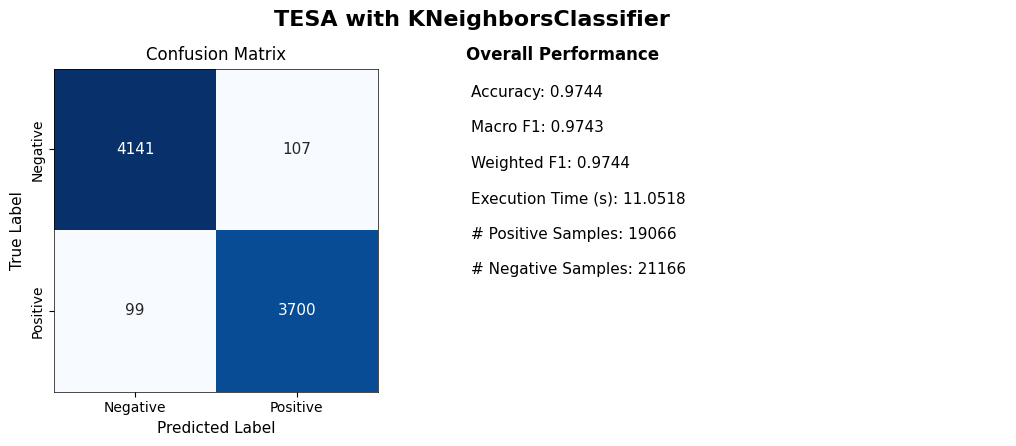 TESA with KNeighborsClassifier
Confusion Matrix
Negative
Positive
True Label
4141
107
99
3700
Negative
Positive
Predicted Label
Overall Performance
Accuracy: 0.9744
Macro F1: 0.9743
Weighted F1: 0.9744
Execution Time (s): 11.0518
# Positive Samples: 19066
# Negative Samples: 21166